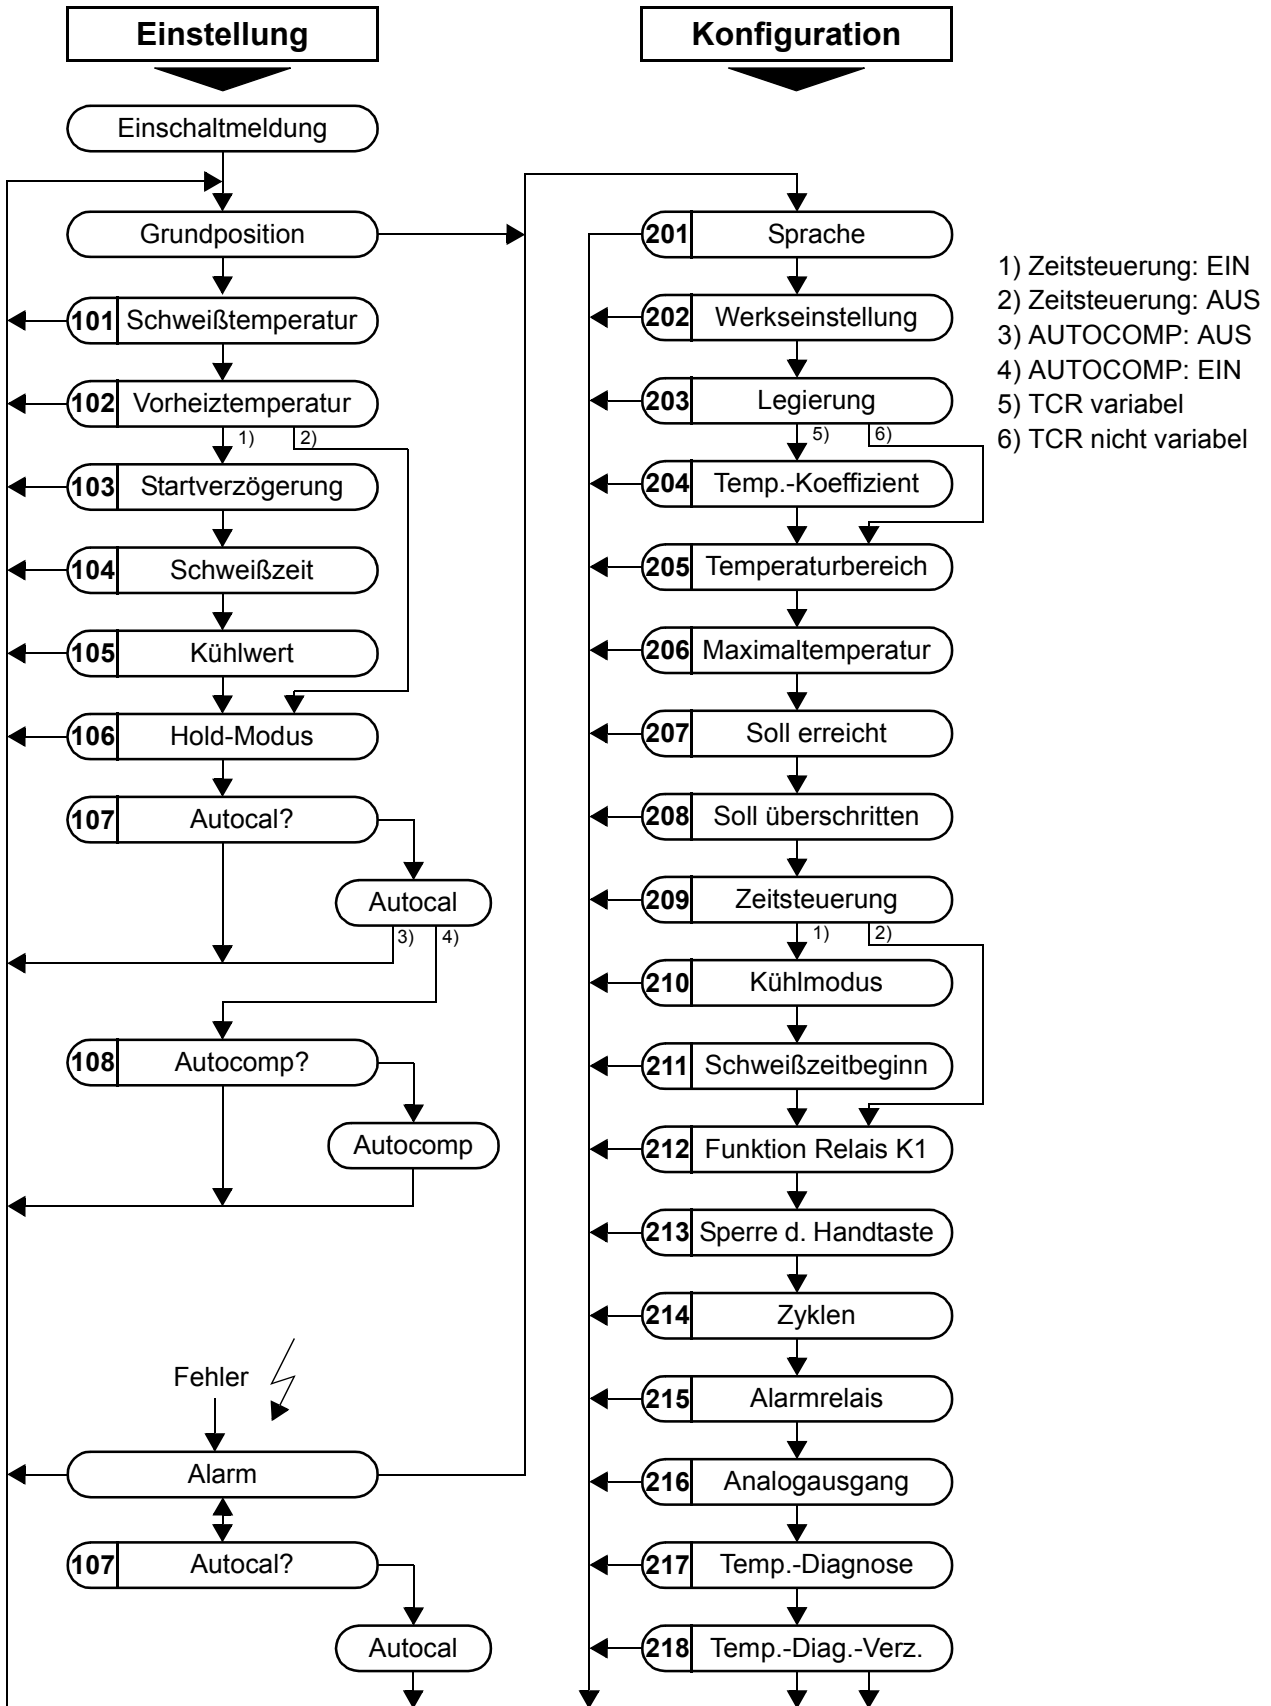 Einstellung
Einschaltmeldung
Grundposition
101 Schweißtemperatur
102 Vorheiztemperatur
1) 2)
103 Startverzögerung
104 Schweißzeit
105 Kühlwert
106 Hold-Modus
107 Autocal?
Autocal
3) 4)
108 Autocomp?
Autocomp
Fehler
Alarm
107 Autocal?
Autocal
Konfiguration
201 Sprache
202 Werkseinstellung
203 Legierung
5) 6)
204 Temp.-Koeffizient
205 Temperaturbereich
206 Maximaltemperatur
207 Soll erreicht
208 Soll überschritten
209 Zeitsteuerung
1) 2)
210 Kühlmodus
211 Schweißzeitbeginn
212 Funktion Relais K1
213 Sperre d. Handtaste
214 Zyklen
215 Alarmrelais
216 Analogausgang
217 Temp.-Diagnose
218 Temp.-Diag.-Verz.
1) Zeitsteuerung: EIN
2) Zeitsteuerung: AUS
3) AUTOCOMP: AUS
4) AUTOCOMP: EIN
5) TCR variabel
6) TCR nicht variabel